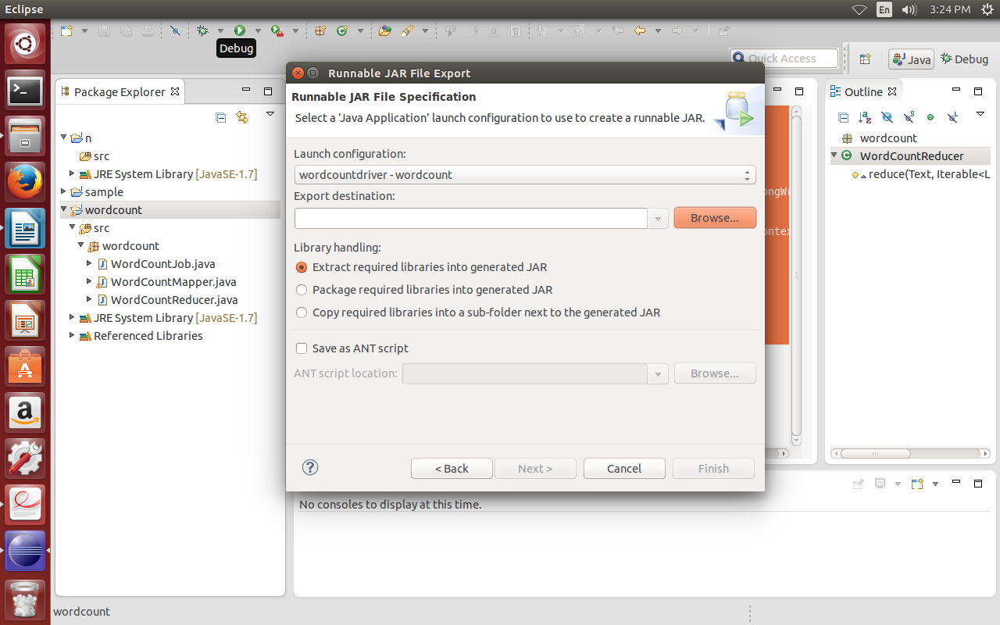 Eclipse
En
3:24 PM
Debug
Quick Access
Java
Debug
Package Explorer
n
src
JRE System Library [JavaSE-1.7]
sample
wordcount
src
wordcount
WordCountJob.java
WordCountMapper.java
WordCountReducer.java
JRE System Library [JavaSE-1.7]
Referenced Libraries
Runnable JAR File Export
Runnable JAR File Specification
Select a 'Java Application' launch configuration to use to create a runnable JAR.
Launch configuration:
wordcountdriver - wordcount
Export destination:
Browse...
Library handling:
Extract required libraries into generated JAR
Package required libraries into generated JAR
Copy required libraries into a sub-folder next to the generated JAR
Save as ANT script
ANT script location:
Browse...
< Back
Next >
Cancel
Finish
ongWr
ontex
Outline
wordcount
WordCountReducer
reduce(Text, Iterable<L
No consoles to display at this time.
wordcount